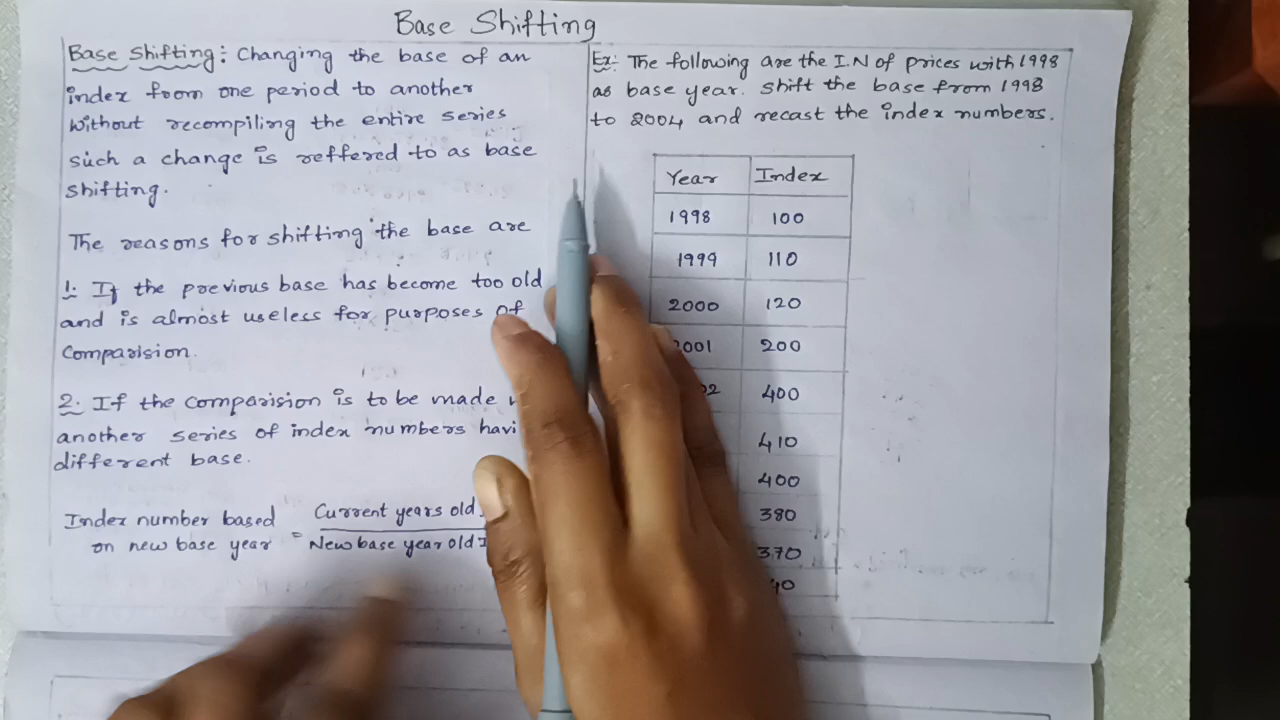 Base Shifting
Base Shifting: Changing the base of an
index from one period to another
without recompiling the entire series
such a change is reffered to as base
shifting.
The reasons for shifting the base are
1. If the previous base has become too old
and is almost useless for purposes of
Comparision.
2. If the comparision is to be made
another series of index numbers
different base.
Index number based
on new base year = Current years old
New base year old
Ex: The following are the I.N of prices with 1998
as base year. Shift the base from 1998
to 2004 and recast the index numbers.
Year Index
1998 100
1999 110
2000 120
2001 200
400
410
400
380
370